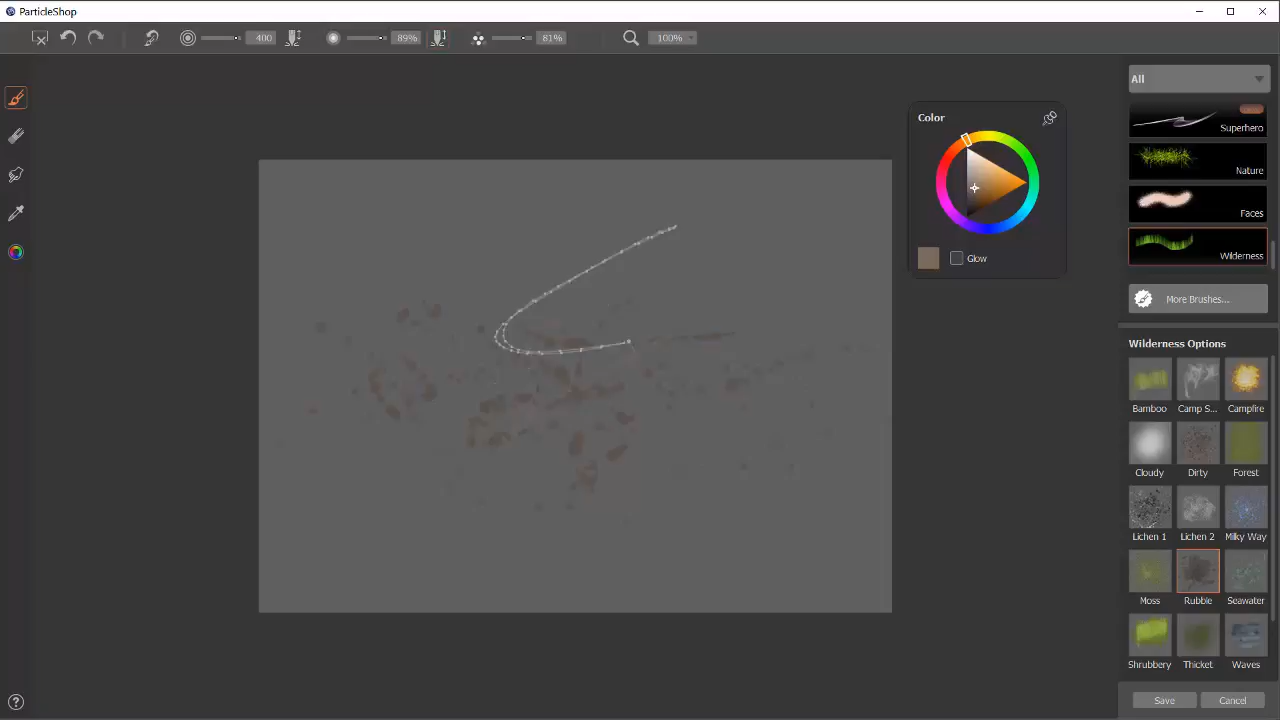 ParticleShop
400
89%
81%
100%
All
Color
Superhero
Nature
Faces
Wilderness
Glow
More Brushes...
Wilderness Options
Bamboo Camp S... Campfire
Cloudy Dirty Forest
Lichen 1 Lichen 2 Milky Way
Moss Rubble Seawater
Shrubbery Thicket Waves
Save Cancel